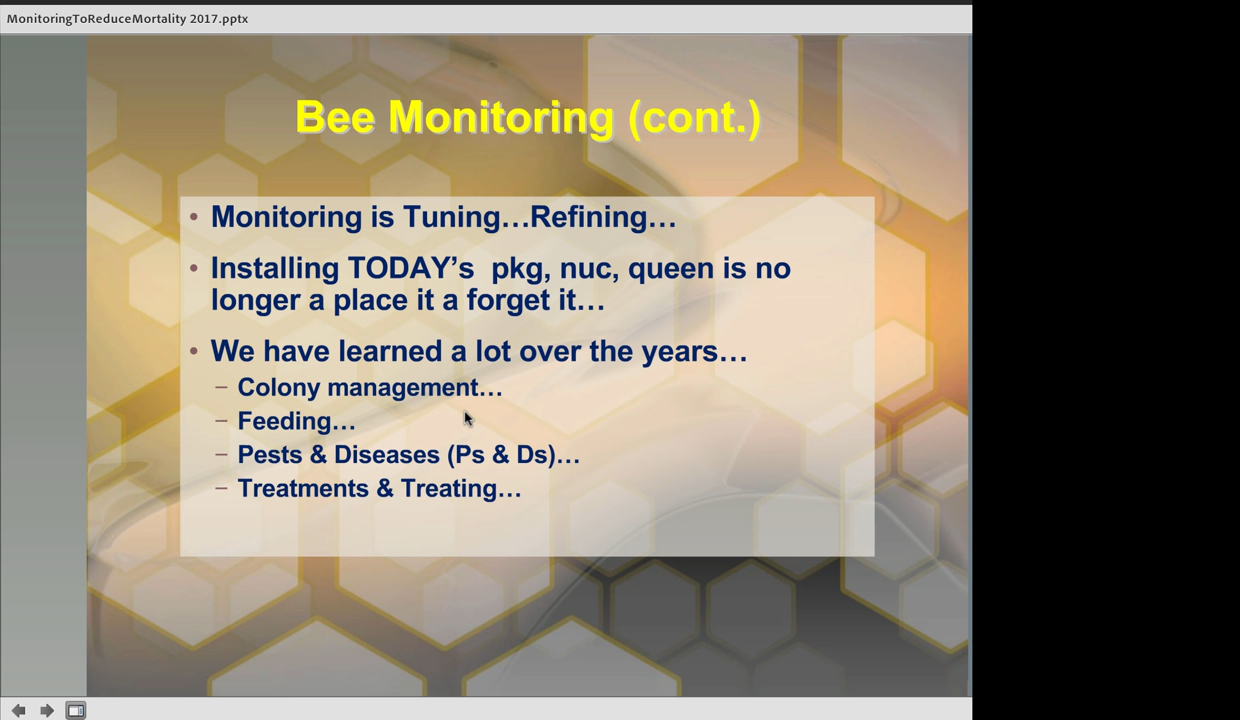 MonitoringToReduceMortality 2017.pptx
Bee Monitoring (cont.)
• Monitoring is Tuning…Refining…
• Installing TODAY’s pkg, nuc, queen is no
longer a place it a forget it…
• We have learned a lot over the years…
– Colony management…
– Feeding…
– Pests & Diseases (Ps & Ds)…
– Treatments & Treating…